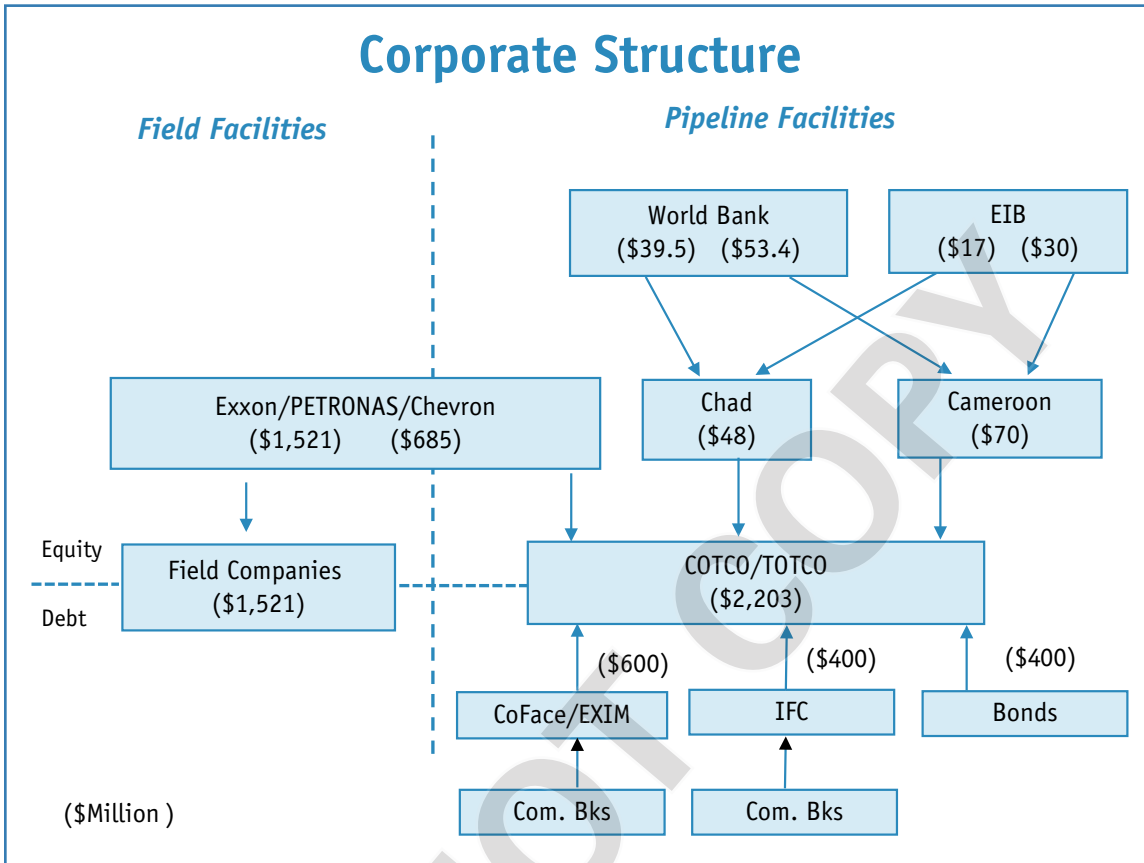 Corporate Structure
Field Facilities
Pipeline Facilities
World Bank
($39.5) ($53.4)
EIB
($17) ($30)
Exxon/PETRONAS/Chevron
($1,521) ($685)
Chad
($48)
Cameroon
($70)
Equity
Debt
Field Companies
($1,521)
COTCO/TOTCO
($2,203)
($600)
($400)
($400)
CoFace/EXIM
IFC
Bonds
Com. Bks
Com. Bks
($Million )
OT COPY